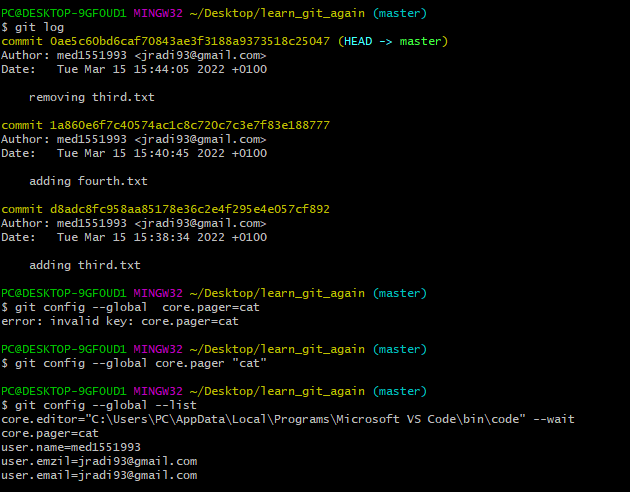 PC@DESKTOP-9GFOUD1 MINGW32 ~/Desktop/learn_git_again (master)
$ git log
commit 0ae5c60bd6caf70843ae3f3188a9373518c25047 (HEAD -> master)
Author: med1551993 <jradi93@gmail.com>
Date:   Tue Mar 15 15:44:05 2022 +0100
    removing third.txt
commit 1a860e6f7c40574ac1c8c720c7c3e7f83e188777
Author: med1551993 <jradi93@gmail.com>
Date:   Tue Mar 15 15:40:45 2022 +0100
    adding fourth.txt
commit d8adc8fc958aa85178e36c2e4f295e4e057cf892
Author: med1551993 <jradi93@gmail.com>
Date:   Tue Mar 15 15:38:34 2022 +0100
    adding third.txt
PC@DESKTOP-9GFOUD1 MINGW32 ~/Desktop/learn_git_again (master)
$ git config --global  core.pager=cat
error: invalid key: core.pager=cat
PC@DESKTOP-9GFOUD1 MINGW32 ~/Desktop/learn_git_again (master)
$ git config --global core.pager "cat"
PC@DESKTOP-9GFOUD1 MINGW32 ~/Desktop/learn_git_again (master)
$ git config --global --list
core.editor="C:\Users\PC\AppData\Local\Programs\Microsoft VS Code\bin\code" --wait
core.pager=cat
user.name=med1551993
user.emzil=jradi93@gmail.com
user.email=jradi93@gmail.com